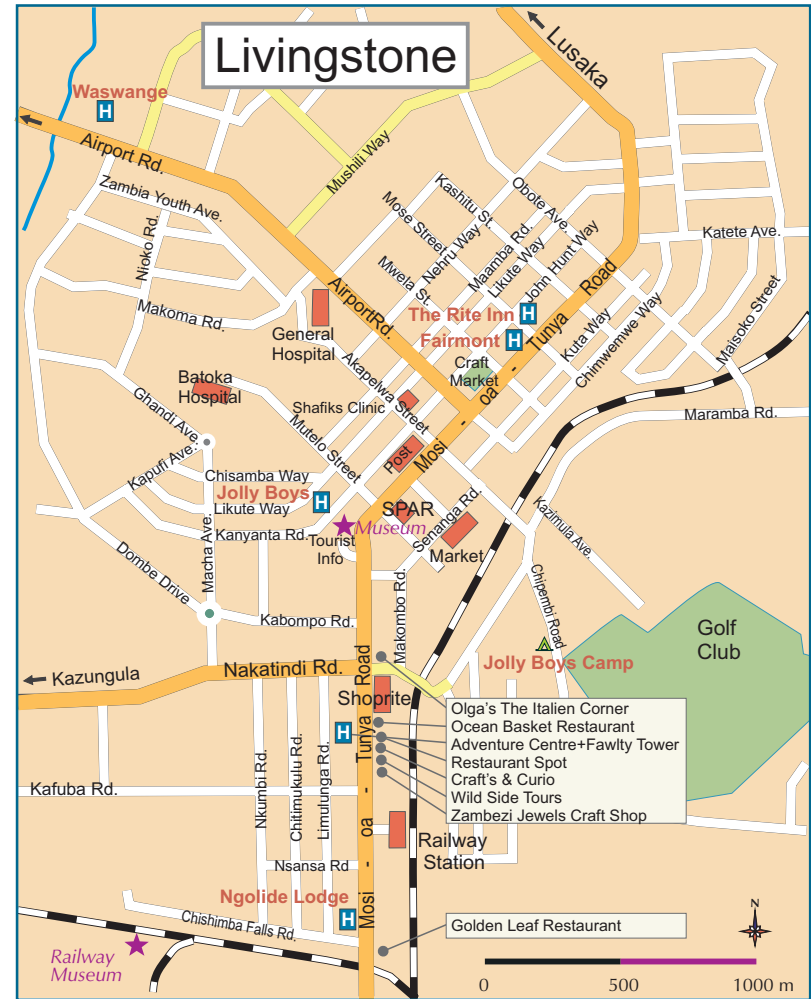 Livingstone
Lusaka
Waswange
H
Airport Rd.
Mushili Way
Zambia Youth Ave.
Kashitu St.
Obote Ave.
Mose Street
Nehru Way
Maamba Rd.
Likute Way
John Hunt Way
Katete Ave.
Nioko Rd.
Mwela St.
Road
Makoma Rd.
AirportRd.
The Rite Inn
H
Fairmont
H
Tunya
Kuta Way
Chimwemwe Way
Maisoko Street
General
Hospital
Craft
Market
Batoka
Hospital
Akapelwa Street
-
oa
-
Shafiks Clinic
Maramba Rd.
Ghandi Ave.
Mutelo Street
Mosi
Post
Kapufi Ave.
Chisamba Way
Jolly Boys
H
Likute Way
SPAR
Senanga Rd.
Kazimula Ave.
Museum
Kanyanta Rd.
Tourist
Info
Market
Macha Ave.
Dombe Drive
Makombo Rd.
Chipembi Road
Kabompo Rd.
Golf
Club
Jolly Boys Camp
Kazungula
Nakatindi Rd.
Road
Shoprite
Olga's The Italien Corner
Ocean Basket Restaurant
Adventure Centre+Fawlty Tower
Restaurant Spot
Craft's & Curio
Wild Side Tours
Zambezi Jewels Craft Shop
H
Tunya
Kafuba Rd.
Nkumbi Rd.
Chitimukulu Rd.
Limulunga Rd.
-
oa
-
Railway
Station
Nsansa Rd
Ngolide Lodge
H
Mosi
Chishimba Falls Rd.
Golden Leaf Restaurant
Railway
Museum
N
0 500 1000 m